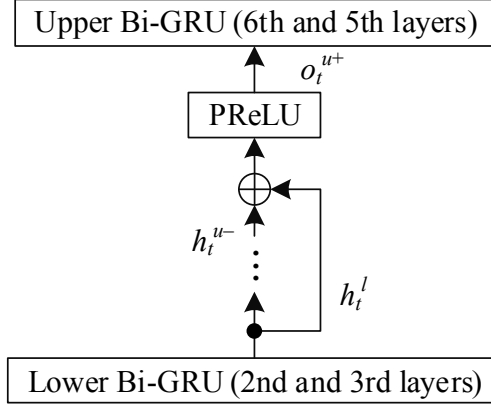 Upper Bi-GRU (6th and 5th layers)
o_t^{u+}
PReLU
h_t^{u−}
h_t^l
Lower Bi-GRU (2nd and 3rd layers)